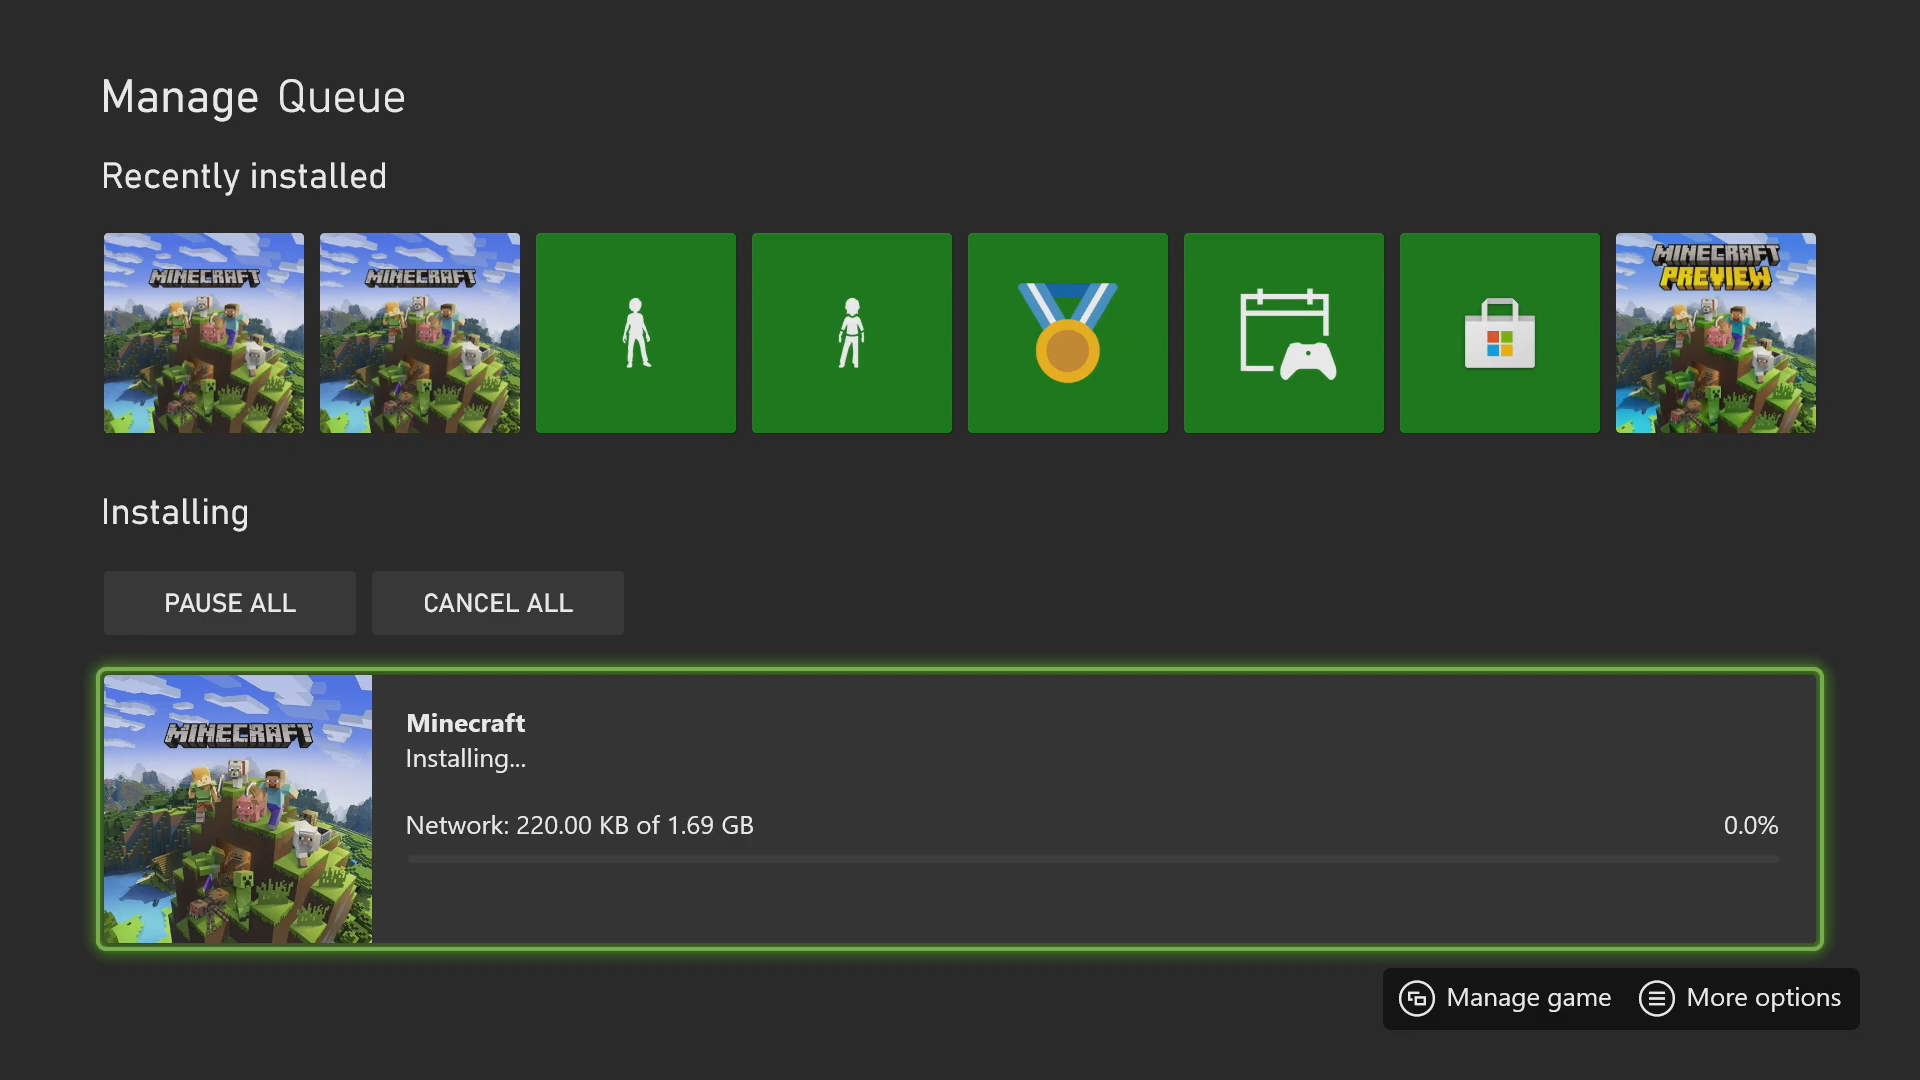 Manage Queue
Recently installed
MINECRAFT
MINECRAFT
MINECRAFT
PREVIEW
Installing
PAUSE ALL
CANCEL ALL
MINECRAFT
Minecraft
Installing...
Network: 220.00 KB of 1.69 GB
0.0%
Manage game
More options